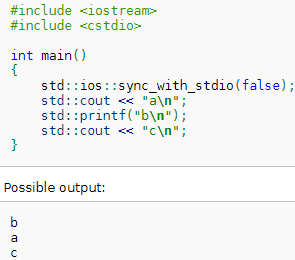 #include <iostream>
#include <cstdio>
int main()
{
    std::ios::sync_with_stdio(false);
    std::cout << "a\n";
    std::printf("b\n");
    std::cout << "c\n";
}
Possible output:
b
a
c